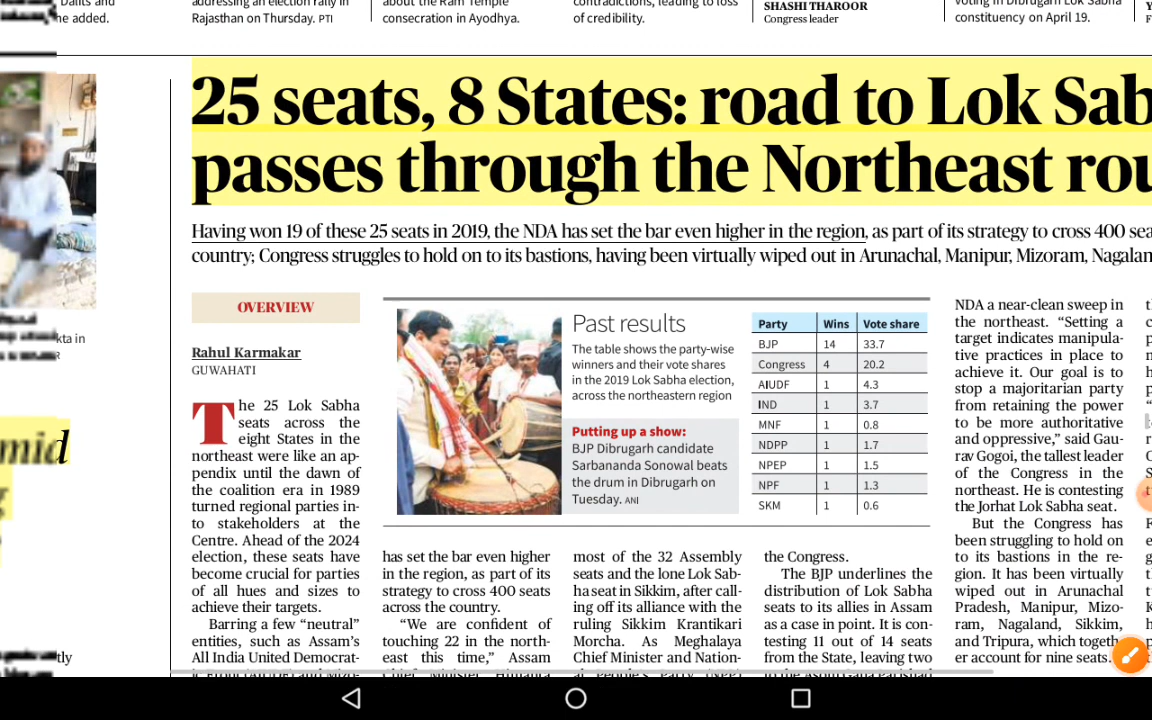 Dalits and
he added.
addressing an election rally in
Rajasthan on Thursday. PTI
about the Ram Temple
consecration in Ayodhya.
contradictions, leading to loss
of credibility.
SHASHI THAROOR
Congress leader
voting in Dibrugarh Lok Sabha
constituency on April 19.
kta in
mid
tly
25 seats, 8 States: road to Lok Sab
passes through the Northeast rou
Having won 19 of these 25 seats in 2019, the NDA has set the bar even higher in the region, as part of its strategy to cross 400 sea
country; Congress struggles to hold on to its bastions, having been virtually wiped out in Arunachal, Manipur, Mizoram, Nagalan
OVERVIEW
Rahul Karmakar
GUWAHATI
The 25 Lok Sabha
seats across the
eight States in the
northeast were like an ap-
pendix until the dawn of
the coalition era in 1989
turned regional parties in-
to stakeholders at the
Centre. Ahead of the 2024
election, these seats have
become crucial for parties
of all hues and sizes to
achieve their targets.
Barring a few “neutral”
entities, such as Assam’s
All India United Democrat-
Past results
The table shows the party-wise
winners and their vote shares
in the 2019 Lok Sabha election,
across the northeastern region
Putting up a show:
BJP Dibrugarh candidate
Sarbananda Sonowal beats
the drum in Dibrugarh on
Tuesday. ANI
Party Wins Vote share
BJP 14 33.7
Congress 4 20.2
AIUDF 1 4.3
IND 1 3.7
MNF 1 0.8
NDPP 1 1.7
NPEP 1 1.5
NPF 1 1.3
SKM 1 0.6
has set the bar even higher
in the region, as part of its
strategy to cross 400 seats
across the country.
“We are confident of
touching 22 in the north-
east this time,” Assam
most of the 32 Assembly
seats and the lone Lok Sab-
ha seat in Sikkim, after call-
ing off its alliance with the
ruling Sikkim Krantikari
Morcha. As Meghalaya
Chief Minister and Nation-
the Congress.
The BJP underlines the
distribution of Lok Sabha
seats to its allies in Assam
as a case in point. It is con-
testing 11 out of 14 seats
from the State, leaving two
NDA a near-clean sweep in
the northeast. “Setting a
target indicates manipula-
tive practices in place to
achieve it. Our goal is to
stop a majoritarian party
from retaining the power
to be more authoritative
and oppressive,” said Gau-
rav Gogoi, the tallest leader
of the Congress in the
northeast. He is contesting
the Jorhat Lok Sabha seat.
But the Congress has
been struggling to hold on
to its bastions in the re-
gion. It has been virtually
wiped out in Arunachal
Pradesh, Manipur, Mizo-
ram, Nagaland, Sikkim,
and Tripura, which togeth-
er account for nine seats.